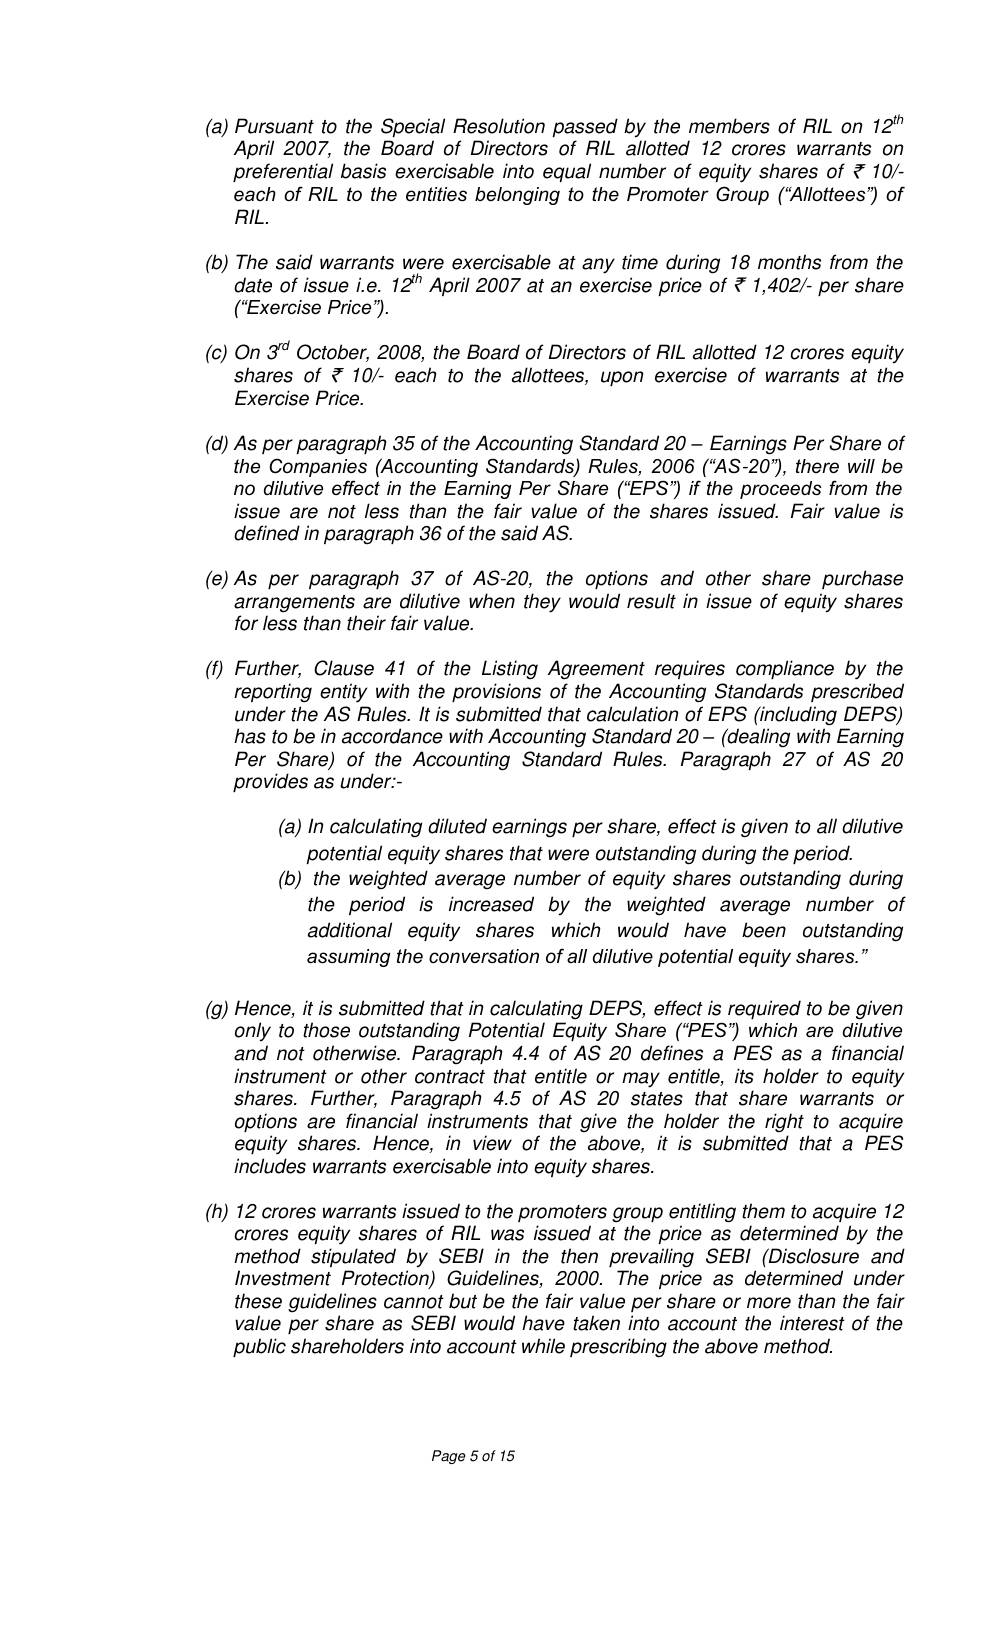 (a) Pursuant to the Special Resolution passed by the members of RIL on 12th
April 2007, the Board of Directors of RIL allotted 12 crores warrants on
preferential basis exercisable into equal number of equity shares of ₹ 10/-
each of RIL to the entities belonging to the Promoter Group (“Allottees”) of
RIL.
(b) The said warrants were exercisable at any time during 18 months from the
date of issue i.e. 12th April 2007 at an exercise price of ₹ 1,402/- per share
(“Exercise Price”).
(c) On 3rd October, 2008, the Board of Directors of RIL allotted 12 crores equity
shares of ₹ 10/- each to the allottees, upon exercise of warrants at the
Exercise Price.
(d) As per paragraph 35 of the Accounting Standard 20 – Earnings Per Share of
the Companies (Accounting Standards) Rules, 2006 (“AS-20”), there will be
no dilutive effect in the Earning Per Share (“EPS”) if the proceeds from the
issue are not less than the fair value of the shares issued. Fair value is
defined in paragraph 36 of the said AS.
(e) As per paragraph 37 of AS-20, the options and other share purchase
arrangements are dilutive when they would result in issue of equity shares
for less than their fair value.
(f) Further, Clause 41 of the Listing Agreement requires compliance by the
reporting entity with the provisions of the Accounting Standards prescribed
under the AS Rules. It is submitted that calculation of EPS (including DEPS)
has to be in accordance with Accounting Standard 20 – (dealing with Earning
Per Share) of the Accounting Standard Rules. Paragraph 27 of AS 20
provides as under:-
(a) In calculating diluted earnings per share, effect is given to all dilutive
potential equity shares that were outstanding during the period.
(b) the weighted average number of equity shares outstanding during
the period is increased by the weighted average number of
additional equity shares which would have been outstanding
assuming the conversation of all dilutive potential equity shares.”
(g) Hence, it is submitted that in calculating DEPS, effect is required to be given
only to those outstanding Potential Equity Share (“PES”) which are dilutive
and not otherwise. Paragraph 4.4 of AS 20 defines a PES as a financial
instrument or other contract that entitle or may entitle, its holder to equity
shares. Further, Paragraph 4.5 of AS 20 states that share warrants or
options are financial instruments that give the holder the right to acquire
equity shares. Hence, in view of the above, it is submitted that a PES
includes warrants exercisable into equity shares.
(h) 12 crores warrants issued to the promoters group entitling them to acquire 12
crores equity shares of RIL was issued at the price as determined by the
method stipulated by SEBI in the then prevailing SEBI (Disclosure and
Investment Protection) Guidelines, 2000. The price as determined under
these guidelines cannot but be the fair value per share or more than the fair
value per share as SEBI would have taken into account the interest of the
public shareholders into account while prescribing the above method.
Page 5 of 15